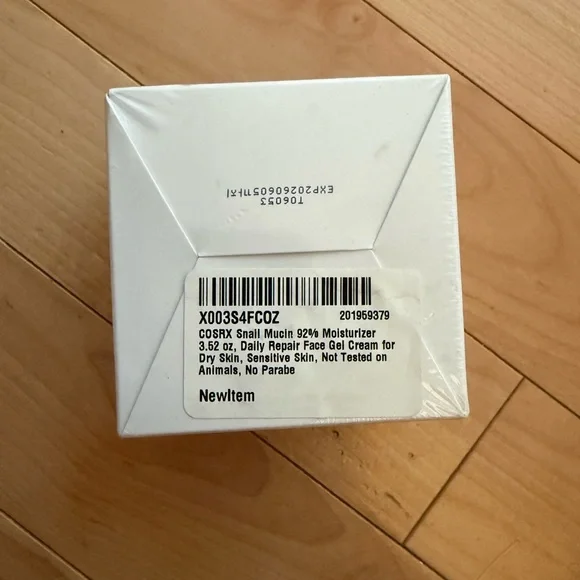 EXP20260605까지
T06053
X003S4FCOZ 201959379
COSRX Snail Mucin 92% Moisturizer
3.52 oz, Daily Repair Face Gel Cream for
Dry Skin, Sensitive Skin, Not Tested on
Animals, No Parabe
NewItem